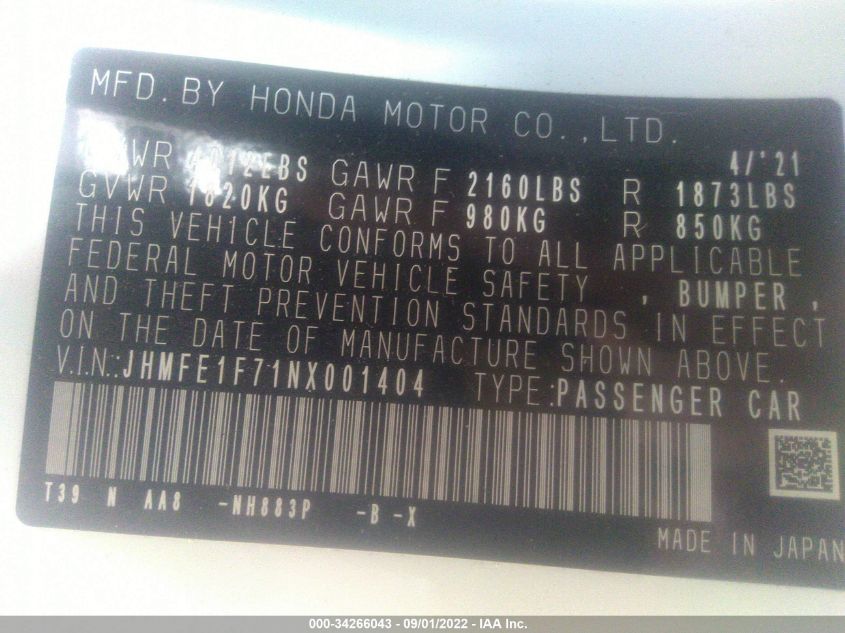 MFD. BY HONDA MOTOR CO., LTD.
4/'21
GAWR F 2160LBS R 1873LBS
GVWR 1820KG GAWR F 980KG R 850KG
THIS VEHICLE CONFORMS TO ALL APPLICABLE
FEDERAL MOTOR VEHICLE SAFETY , BUMPER ,
AND THEFT PREVENTION STANDARDS IN EFFECT
ON THE DATE OF MANUFACTURE SHOWN ABOVE.
V.I.N.:JHMFE1F71NX001404 TYPE:PASSENGER CAR
T39 N AA8 -NH883P -B -X
MADE IN JAPAN
000-34266043 - 09/01/2022 - IAA Inc.